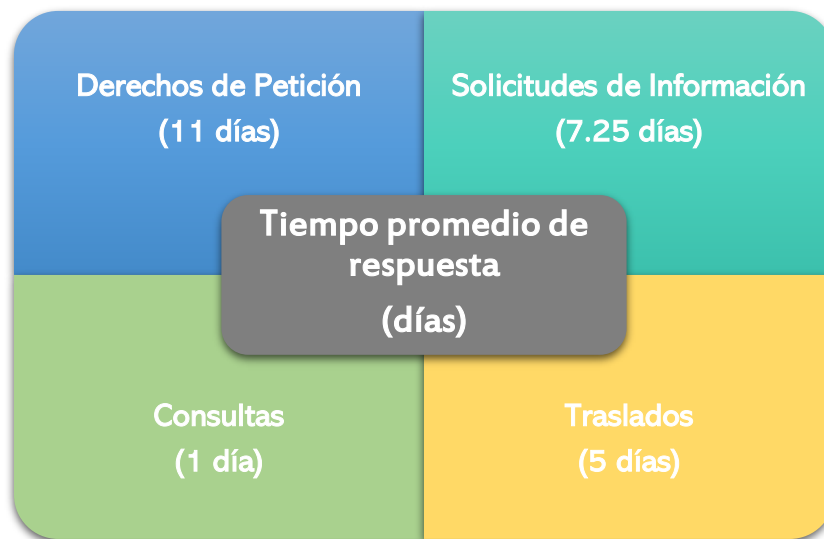 Derechos de Petición
(11 días)
Solicitudes de Información
(7.25 días)
Tiempo promedio de
respuesta
(días)
Consultas
(1 día)
Traslados
(5 días)